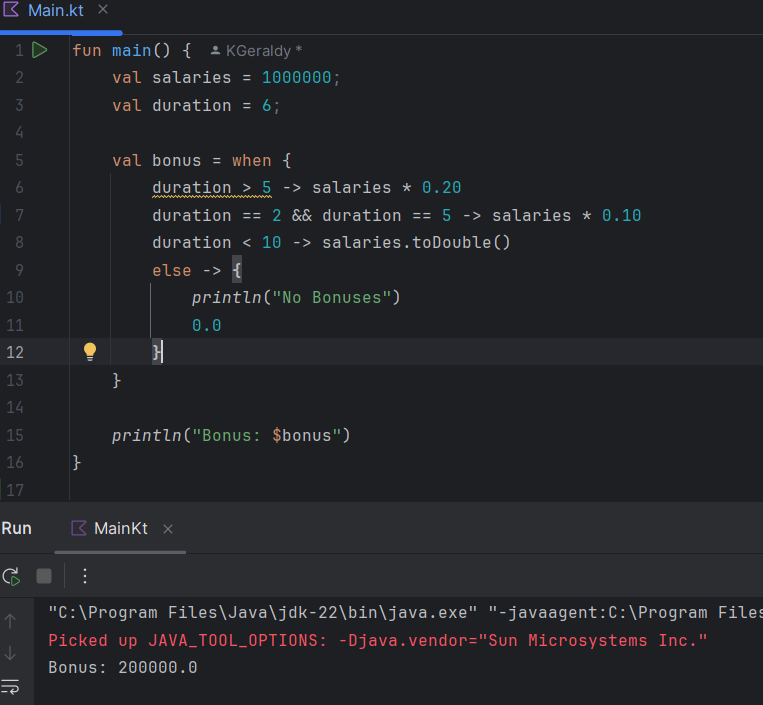 Main.kt
1 fun main() { KGeraldy *
2 val salaries = 1000000;
3 val duration = 6;
4
5 val bonus = when {
6 duration > 5 -> salaries * 0.20
7 duration == 2 && duration == 5 -> salaries * 0.10
8 duration < 10 -> salaries.toDouble()
9 else -> {
10 println("No Bonuses")
11 0.0
12 }
13 }
14
15 println("Bonus: $bonus")
16 }
17
Run MainKt
"C:\Program Files\Java\jdk-22\bin\java.exe" "-javaagent:C:\Program Files
Picked up JAVA_TOOL_OPTIONS: -Djava.vendor="Sun Microsystems Inc."
Bonus: 200000.0